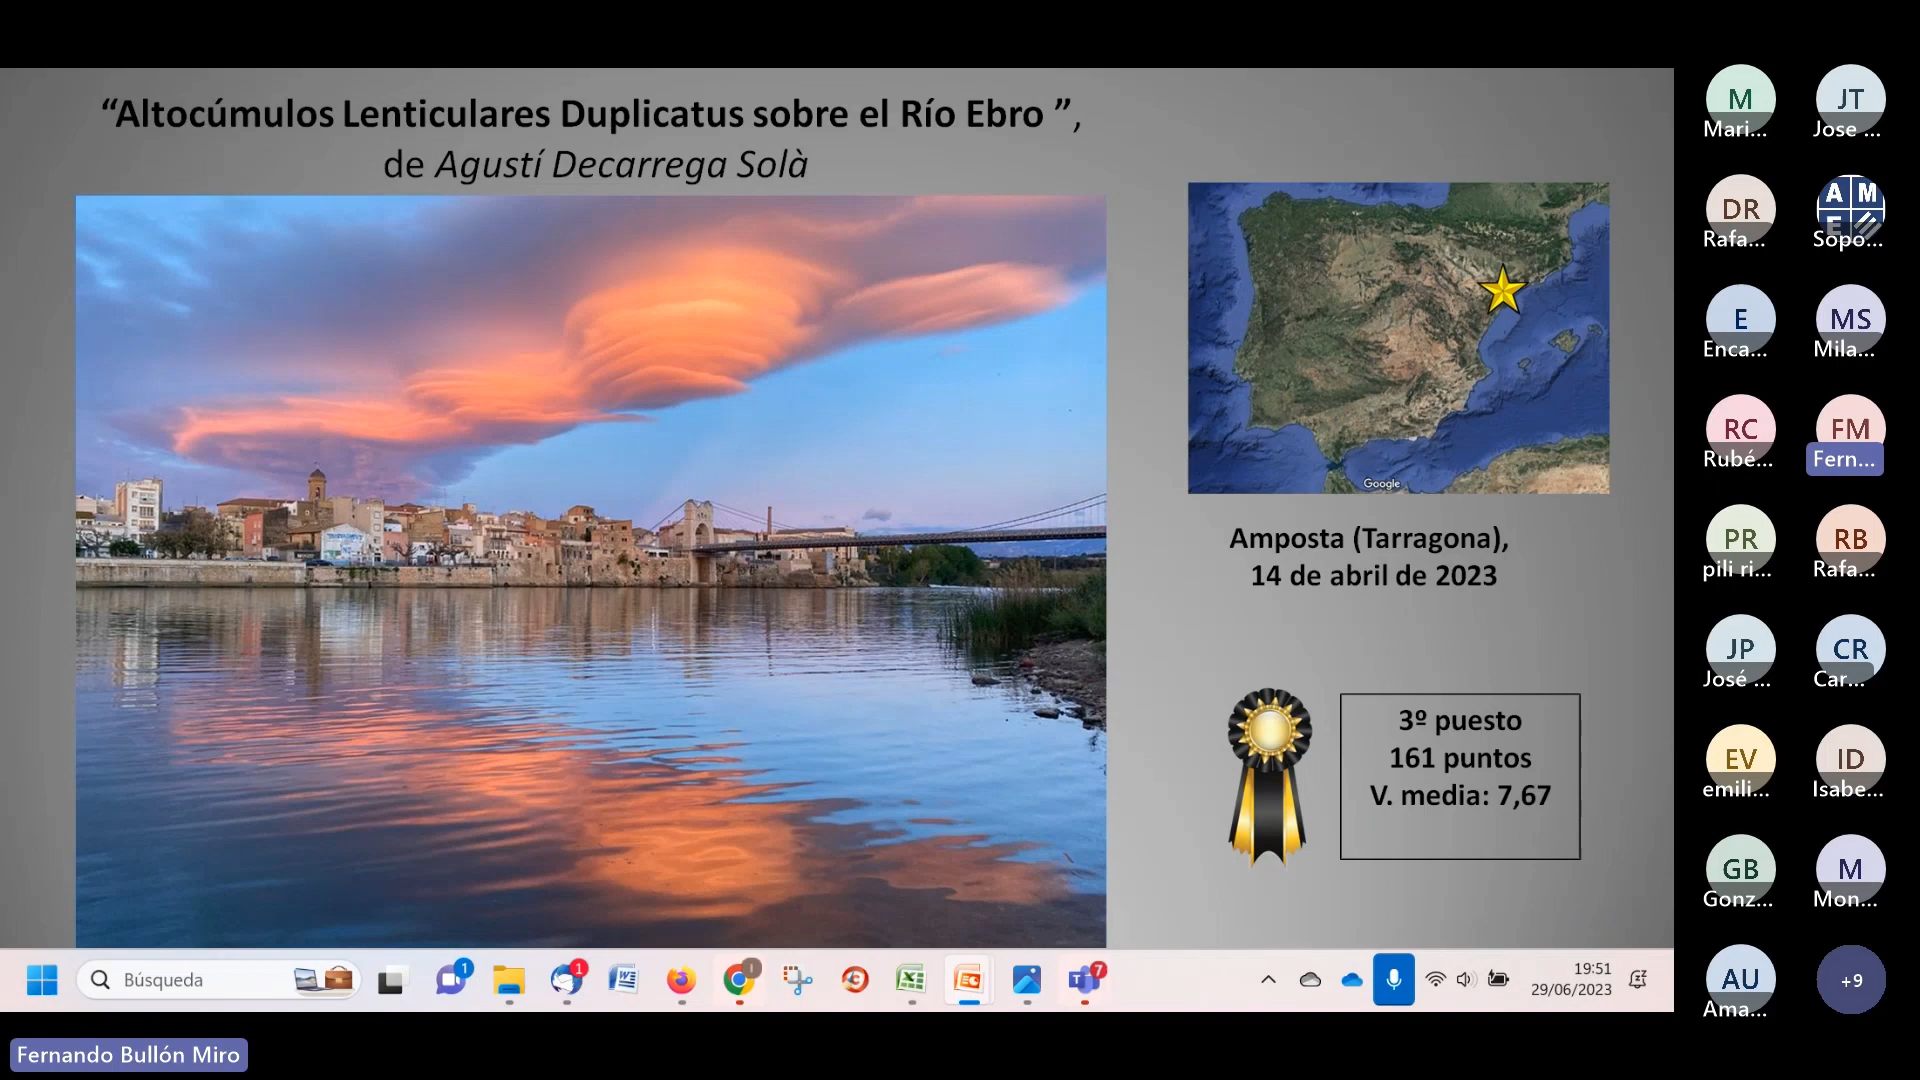 “Altocúmulos Lenticulares Duplicatus sobre el Río Ebro ”,
de Agustí Decarrega Solà
Google
Amposta (Tarragona),
14 de abril de 2023
3º puesto
161 puntos
V. media: 7,67
M
Mari...
JT
Jose ...
DR
Rafa...
A M
E
Sopo...
E
Enca...
MS
Mila...
RC
Rubé...
FM
Fern...
PR
pili ri...
RB
Rafa...
JP
José ...
CR
Car...
EV
emili...
ID
Isabe...
GB
Gonz...
M
Mon...
AU
Ama...
+9
Búsqueda
1
1
7
19:51
29/06/2023
Fernando Bullón Miro